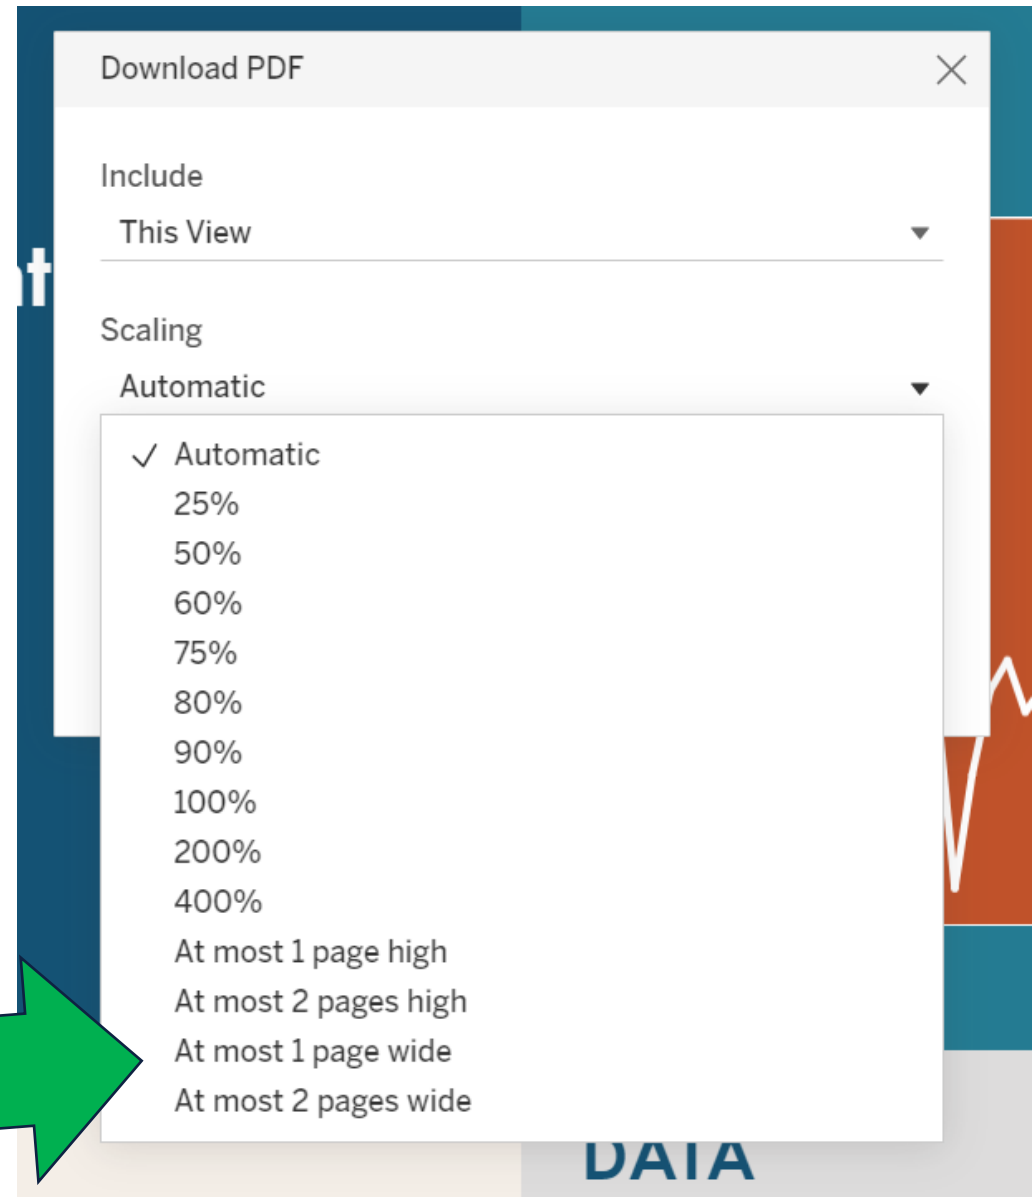 Download PDF
Include
This View
Scaling
Automatic
Automatic
25%
50%
60%
75%
80%
90%
100%
200%
400%
At most 1 page high
At most 2 pages high
At most 1 page wide
At most 2 pages wide
DATA